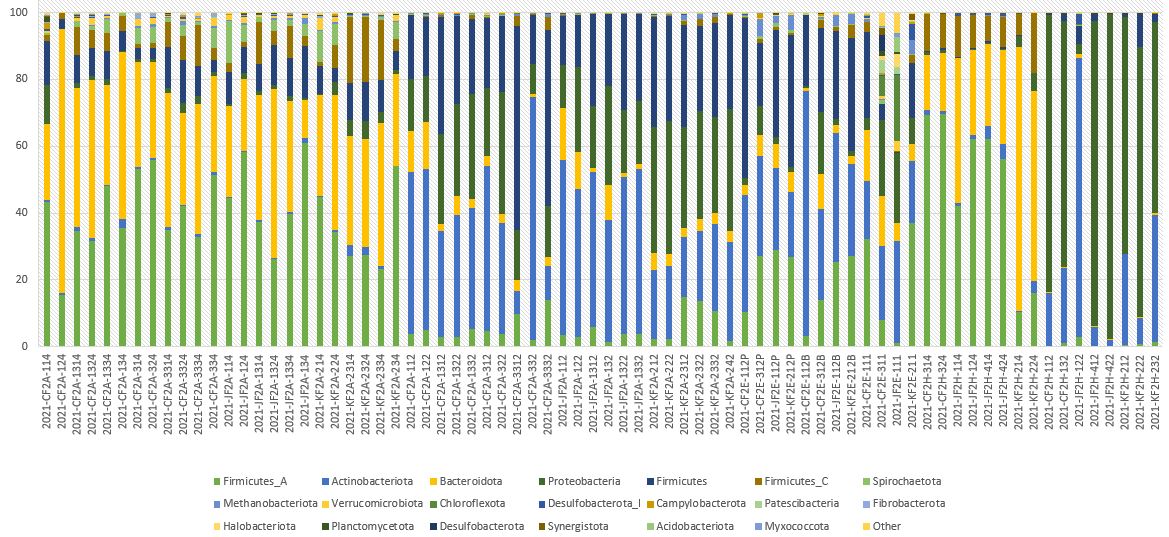 100
80
60
40
20
0
2021-CF2A-114
2021-CF2A-124
2021-CF2A-1314
2021-CF2A-1324
2021-CF2A-1334
2021-CF2A-134
2021-CF2A-314
2021-CF2A-324
2021-CF2A-3314
2021-CF2A-3324
2021-CF2A-3334
2021-CF2A-334
2021-JF2A-114
2021-JF2A-124
2021-JF2A-1314
2021-JF2A-1324
2021-JF2A-1334
2021-JF2A-134
2021-KF2A-214
2021-KF2A-224
2021-KF2A-2314
2021-KF2A-2324
2021-KF2A-2334
2021-KF2A-234
2021-CF2A-112
2021-CF2A-122
2021-CF2A-1312
2021-CF2A-1322
2021-CF2A-1332
2021-CF2A-312
2021-CF2A-322
2021-CF2A-3312
2021-CF2A-332
2021-CF2A-3332
2021-JF2A-112
2021-JF2A-122
2021-JF2A-1312
2021-JF2A-132
2021-JF2A-1322
2021-JF2A-1332
2021-KF2A-212
2021-KF2A-222
2021-KF2A-2312
2021-KF2A-2322
2021-KF2A-2332
2021-KF2A-242
2021-CF2E-112P
2021-CF2E-312P
2021-JF2E-112P
2021-KF2E-212P
2021-CF2E-112B
2021-CF2E-312B
2021-JF2E-112B
2021-KF2E-212B
2021-CF2E-111
2021-CF2E-311
2021-JF2E-111
2021-KF2E-211
2021-CF2H-314
2021-CF2H-324
2021-JF2H-114
2021-JF2H-124
2021-JF2H-414
2021-JF2H-424
2021-KF2H-214
2021-KF2H-224
2021-CF2H-112
2021-CF2H-132
2021-JF2H-122
2021-JF2H-412
2021-JF2H-422
2021-KF2H-212
2021-KF2H-222
2021-KF2H-232
Firmicutes_A Actinobacteriota Bacteroidota Proteobacteria Firmicutes Firmicutes_C Spirochaetota
Methanobacteriota Verrucomicrobiota Chloroflexota Desulfobacterota_I Campylobacterota Patescibacteria Fibrobacterota
Halobacteriota Planctomycetota Desulfobacterota Synergistota Acidobacteriota Myxococcota Other